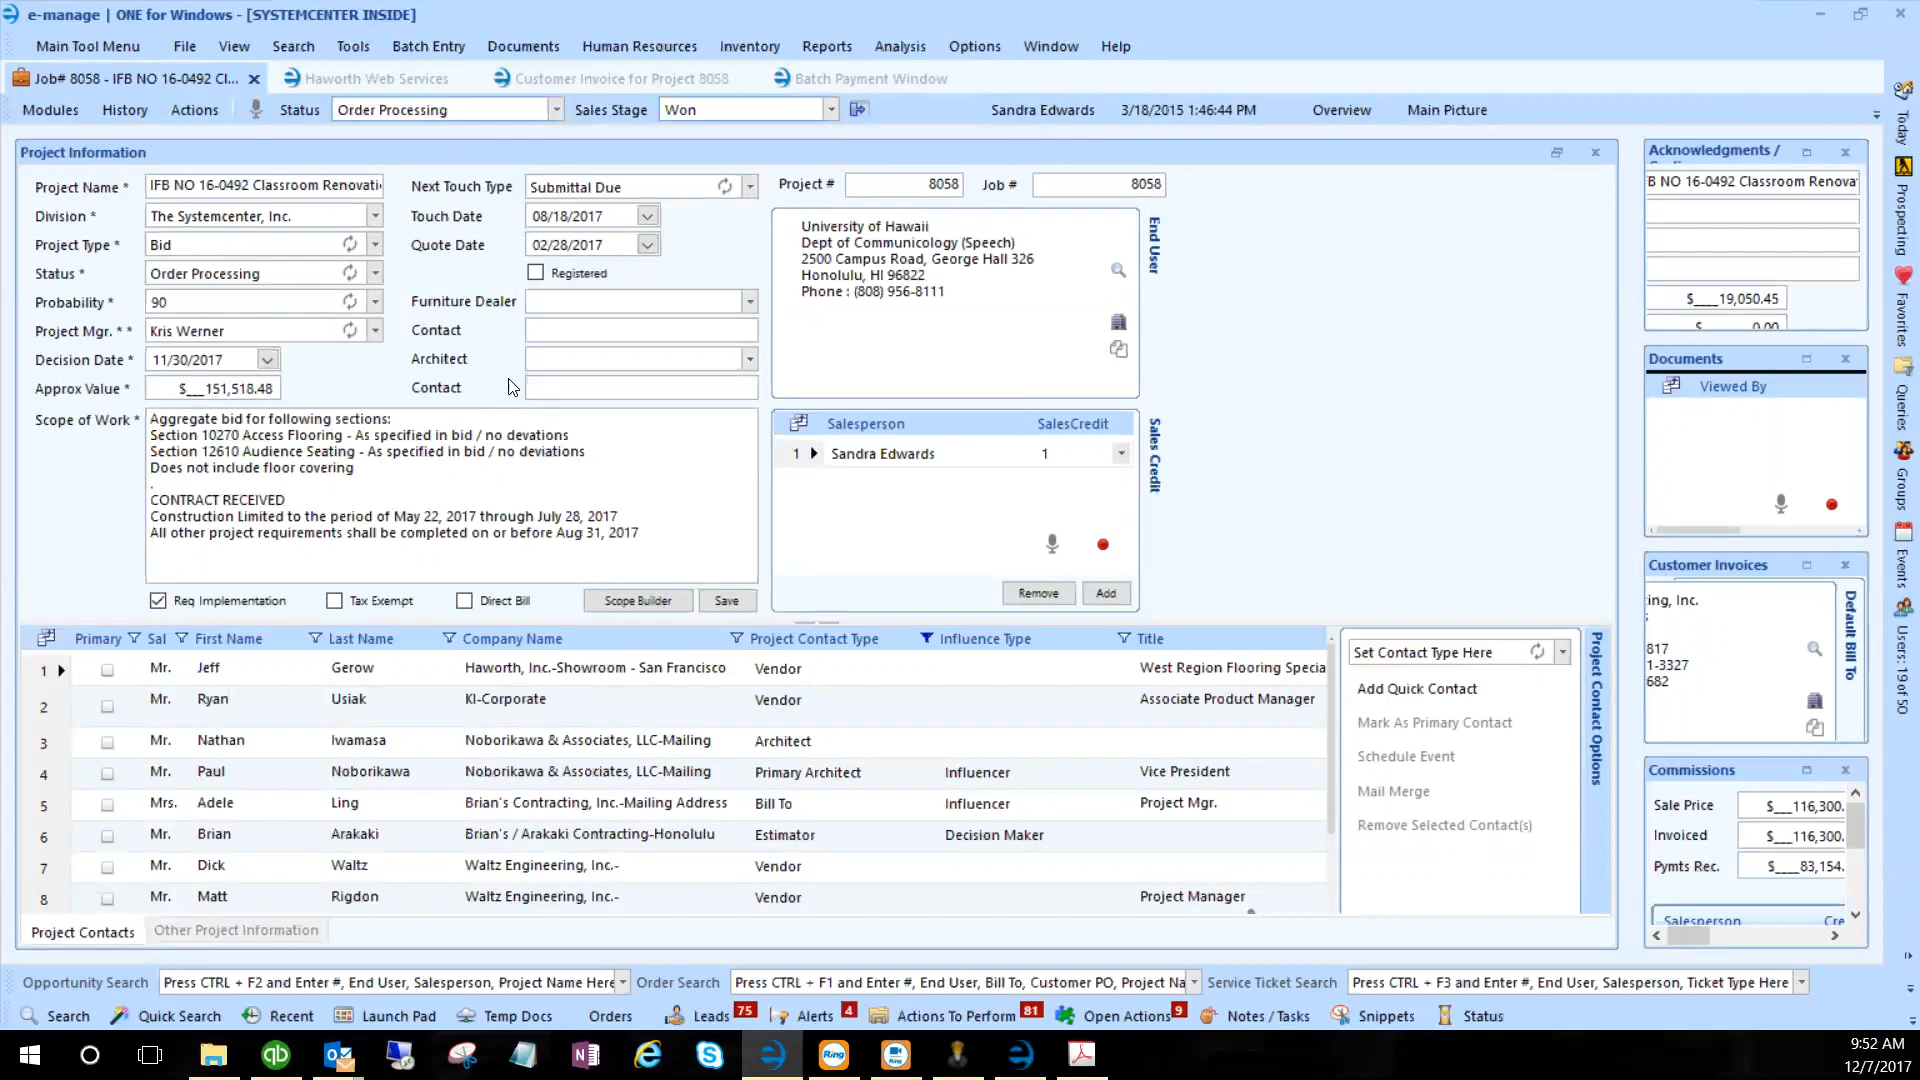 e-manage | ONE for Windows - [SYSTEMCENTER INSIDE]
Main Tool Menu File View Search Tools Batch Entry Documents Human Resources Inventory Reports Analysis Options Window Help
Job# 8058 - IFB NO 16-0492 Cl... Haworth Web Services Customer Invoice for Project 8058 Batch Payment Window
Modules History Actions Status Order Processing Sales Stage Won Sandra Edwards 3/18/2015 1:46:44 PM Overview Main Picture
Project Information
Project Name * IFB NO 16-0492 Classroom Renovati
Division * The Systemcenter, Inc.
Project Type * Bid
Status * Order Processing
Probability * 90
Project Mgr. * * Kris Werner
Decision Date * 11/30/2017
Approx Value * $___151,518.48
Next Touch Type Submittal Due
Touch Date 08/18/2017
Quote Date 02/28/2017
Registered
Furniture Dealer
Contact
Architect
Contact
Scope of Work *
Aggregate bid for following sections:
Section 10270 Access Flooring - As specified in bid / no devations
Section 12610 Audience Seating - As specified in bid / no deviations
Does not include floor covering
.
CONTRACT RECEIVED
Construction Limited to the period of May 22, 2017 through July 28, 2017
All other project requirements shall be completed on or before Aug 31, 2017
Req Implementation Tax Exempt Direct Bill Scope Builder Save
Project # 8058 Job # 8058
University of Hawaii
Dept of Communicology (Speech)
2500 Campus Road, George Hall 326
Honolulu, HI 96822
Phone : (808) 956-8111
End User
Salesperson SalesCredit
1 Sandra Edwards 1
Sales Credit
Remove Add
Primary Sal First Name Last Name Company Name Project Contact Type Influence Type Title
1 Mr. Jeff Gerow Haworth, Inc.-Showroom - San Francisco Vendor West Region Flooring Specia
2 Mr. Ryan Usiak KI-Corporate Vendor Associate Product Manager
3 Mr. Nathan Iwamasa Noborikawa & Associates, LLC-Mailing Architect
4 Mr. Paul Noborikawa Noborikawa & Associates, LLC-Mailing Primary Architect Influencer Vice President
5 Mrs. Adele Ling Brian's Contracting, Inc.-Mailing Address Bill To Influencer Project Mgr.
6 Mr. Brian Arakaki Brian's / Arakaki Contracting-Honolulu Estimator Decision Maker
7 Mr. Dick Waltz Waltz Engineering, Inc.- Vendor
8 Mr. Matt Rigdon Waltz Engineering, Inc.- Vendor Project Manager
Set Contact Type Here
Add Quick Contact
Mark As Primary Contact
Schedule Event
Mail Merge
Remove Selected Contact(s)
Project Contact Options
Project Contacts Other Project Information
Acknowledgments /
B NO 16-0492 Classroom Renova
$____19,050.45
$____0.00
Documents
Viewed By
Customer Invoices
ing, Inc.
817
1-3327
682
Default Bill To
Commissions
Sale Price $___116,300.
Invoiced $___116,300.
Pymts Rec. $____83,154.
Salesperson Cre
Today
Prospecting
Favorites
Queries
Groups
Events
Users: 19 of 50
Opportunity Search Press CTRL + F2 and Enter #, End User, Salesperson, Project Name Here Order Search Press CTRL + F1 and Enter #, End User, Bill To, Customer PO, Project Na Service Ticket Search Press CTRL + F3 and Enter #, End User, Salesperson, Ticket Type Here
Search Quick Search Recent Launch Pad Temp Docs Orders Leads 75 Alerts 4 Actions To Perform 81 Open Actions 9 Notes / Tasks Snippets Status
Ring Ring
9:52 AM
12/7/2017